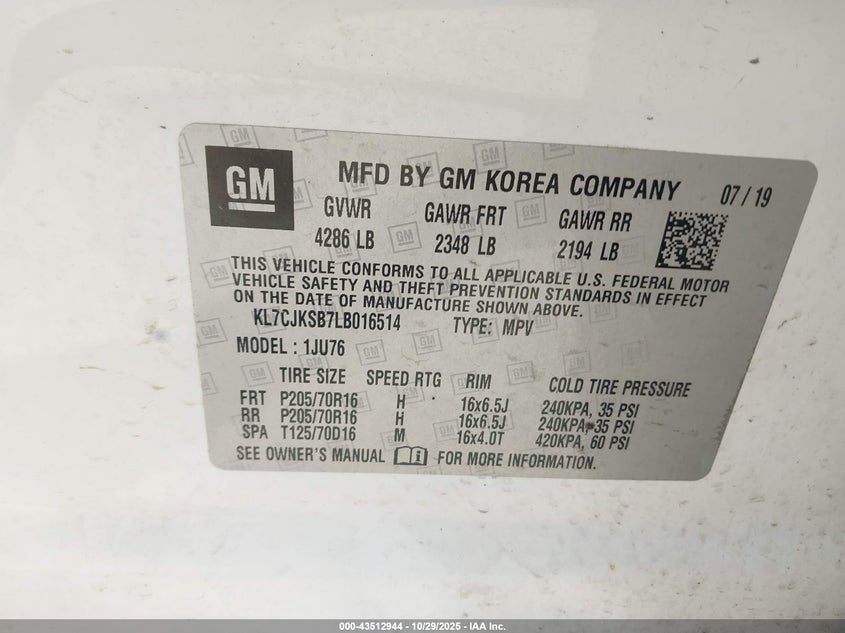 GM
MFD BY GM KOREA COMPANY 07 / 19
GVWR GAWR FRT GAWR RR
4286 LB 2348 LB 2194 LB
THIS VEHICLE CONFORMS TO ALL APPLICABLE U.S. FEDERAL MOTOR
VEHICLE SAFETY AND THEFT PREVENTION STANDARDS IN EFFECT
ON THE DATE OF MANUFACTURE SHOWN ABOVE.
KL7CJKSB7LB016514 TYPE: MPV
MODEL : 1JU76
TIRE SIZE SPEED RTG RIM COLD TIRE PRESSURE
FRT P205/70R16 H 16x6.5J 240KPA, 35 PSI
RR P205/70R16 H 16x6.5J 240KPA, 35 PSI
SPA T125/70D16 M 16x4.0T 420KPA, 60 PSI
SEE OWNER'S MANUAL FOR MORE INFORMATION.
000-43512944 - 10/29/2025 - IAA Inc.